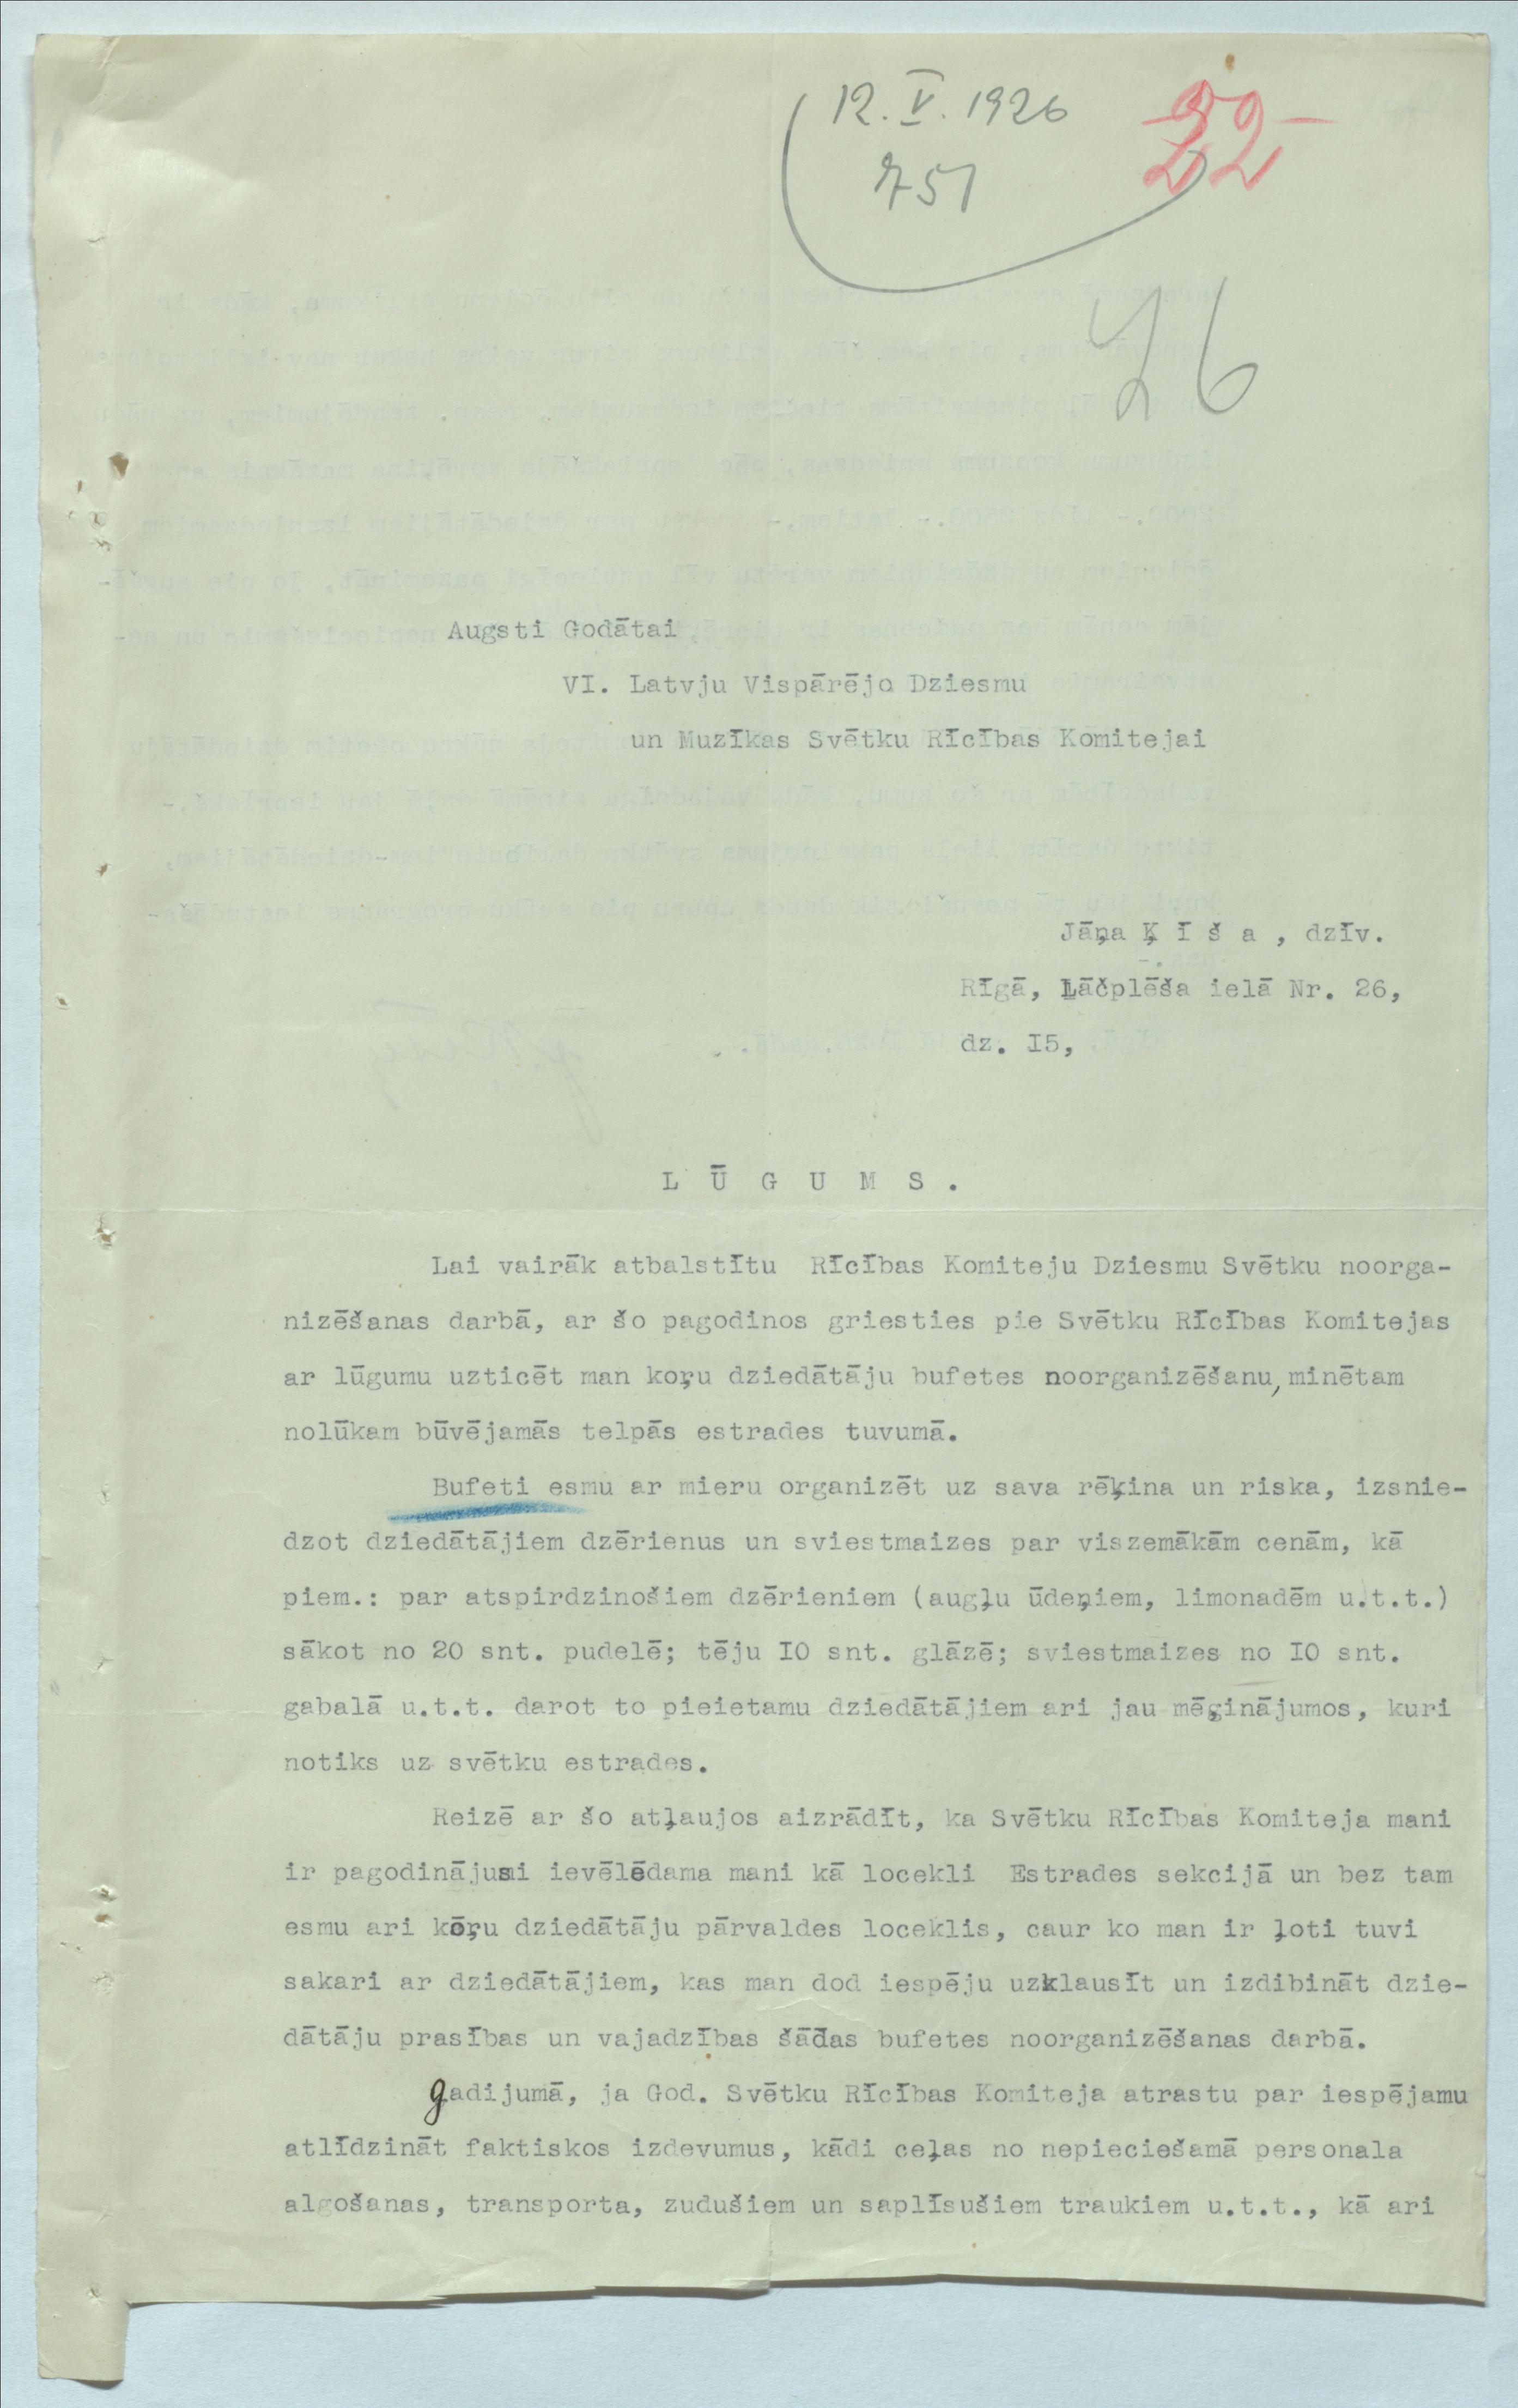 12. V. 1926
751
22
26
Augsti Godātai
VI. Latvju Vispārējo Dziesmu
un Muzīkas Svētku Rīcības Komitejai
Jāņa Ķ ī š a , dzīv.
Rīgā, Lāčplēša ielā Nr. 26,
dz. I5,
L Ū G U M S .
Lai vairāk atbalstītu Rīcības Komiteju Dziesmu Svētku noorga-
nizēšanas darbā, ar šo pagodinos griesties pie Svētku Rīcības Komitejas
ar lūgumu uzticēt man koŗu dziedātāju bufetes noorganizēšanu, minētam
nolūkam būvējamās telpās estrades tuvumā.
Bufeti esmu ar mieru organizēt uz sava rēķina un riska, izsnie-
dzot dziedātājiem dzērienus un sviestmaizes par viszemākām cenām, kā
piem.: par atspirdzinošiem dzērieniem (augļu ūdeņiem, limonadēm u.t.t.)
sākot no 20 snt. pudelē; tēju IO snt. glāzē; sviestmaizes no IO snt.
gabalā u.t.t. darot to pieietamu dziedātājiem ari jau mēģinājumos, kuri
notiks uz svētku estrades.
Reizē ar šo atļaujos aizrādīt, ka Svētku Rīcības Komiteja mani
ir pagodinājusi ievēlēdama mani kā locekli Estrades sekcijā un bez tam
esmu ari kōŗu dziedātāju pārvaldes loceklis, caur ko man ir ļoti tuvi
sakari ar dziedātājiem, kas man dod iespēju uzklausīt un izdibināt dzie-
dātāju prasības un vajadzības šādas bufetes noorganizēšanas darbā.
gadijumā, ja God. Svētku Rīcības Komiteja atrastu par iespējamu
atlīdzināt faktiskos izdevumus, kādi ceļas no nepieciešamā personala
algošanas, transporta, zudušiem un saplīsušiem traukiem u.t.t., kā ari